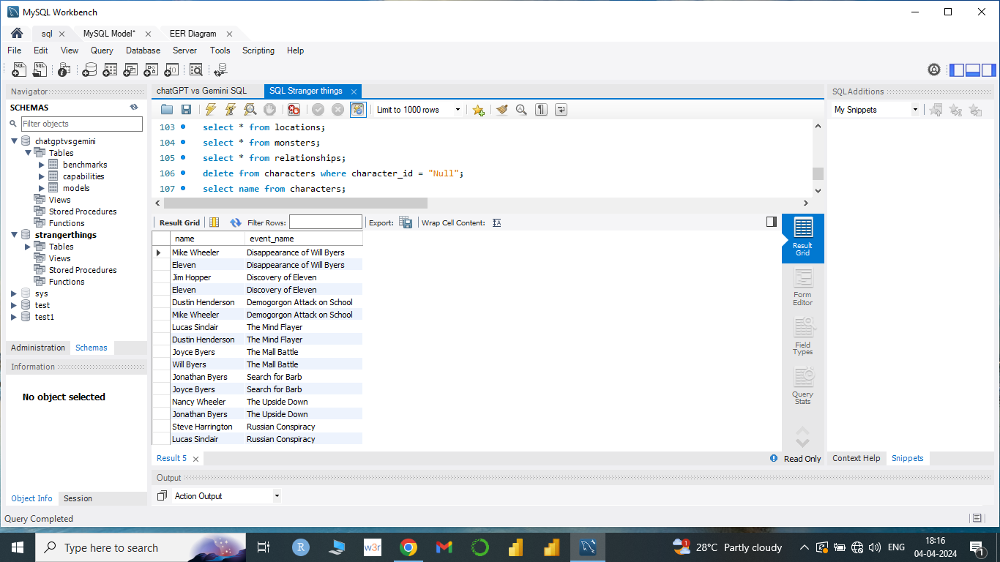 MySQL Workbench
sql
MySQL Model*
EER Diagram
File Edit View Query Database Server Tools Scripting Help
Navigator
SCHEMAS
Filter objects
chatgptvsgemini
Tables
benchmarks
capabilities
models
Views
Stored Procedures
Functions
strangerthings
Tables
Views
Stored Procedures
Functions
sys
test
test1
Administration Schemas
Information
No object selected
Object Info Session
chatGPT vs Gemini SQL
SQL Stranger things
Limit to 1000 rows
103 select * from locations;
104 select * from monsters;
105 select * from relationships;
106 delete from characters where character_id = "Null";
107 select name from characters;
Result Grid Filter Rows: Export: Wrap Cell Content:
name event_name
Mike Wheeler Disappearance of Will Byers
Eleven Disappearance of Will Byers
Jim Hopper Discovery of Eleven
Eleven Discovery of Eleven
Dustin Henderson Demogorgon Attack on School
Mike Wheeler Demogorgon Attack on School
Lucas Sinclair The Mind Flayer
Dustin Henderson The Mind Flayer
Joyce Byers The Mall Battle
Will Byers The Mall Battle
Jonathan Byers Search for Barb
Joyce Byers Search for Barb
Nancy Wheeler The Upside Down
Jonathan Byers The Upside Down
Steve Harrington Russian Conspiracy
Lucas Sinclair Russian Conspiracy
Result
Grid
Form
Editor
Field
Types
Query
Stats
Result 5
Read Only
Output
Action Output
SQLAdditions
My Snippets
Context Help Snippets
Query Completed
Type here to search
R
w3r
28°C Partly cloudy
ENG
18:16
04-04-2024
1